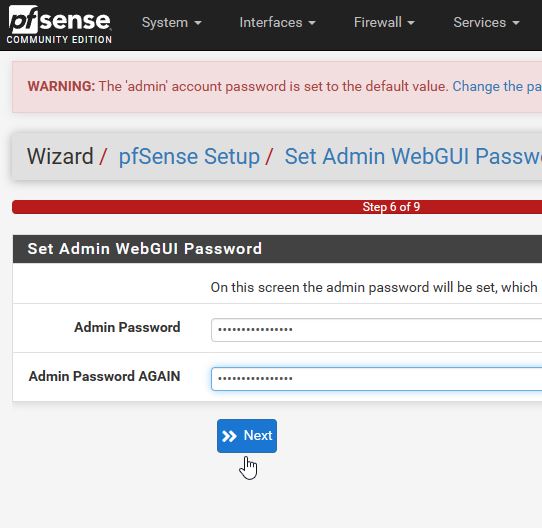 pfsense System Interfaces Firewall Services
COMMUNITY EDITION
WARNING: The 'admin' account password is set to the default value. Change the pa
Wizard / pfSense Setup / Set Admin WebGUI Passw
Step 6 of 9
Set Admin WebGUI Password
On this screen the admin password will be set, which
Admin Password ••••••••••••••••
Admin Password AGAIN ••••••••••••••••
Next